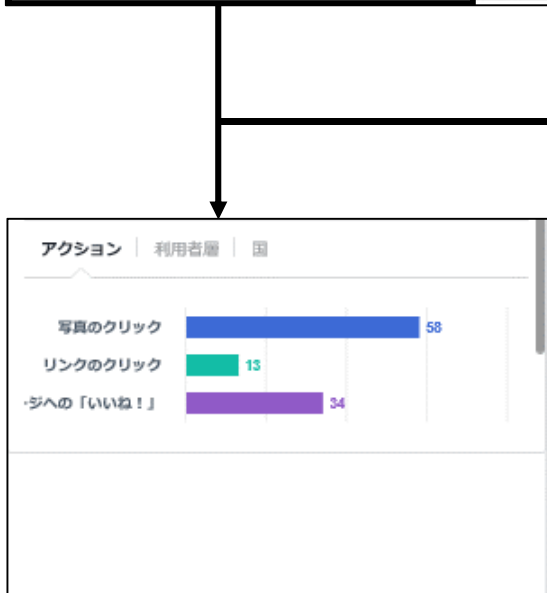 アクション 利用者層 国
写真のクリック 58
リンクのクリック 13
ジへの「いいね!」 34